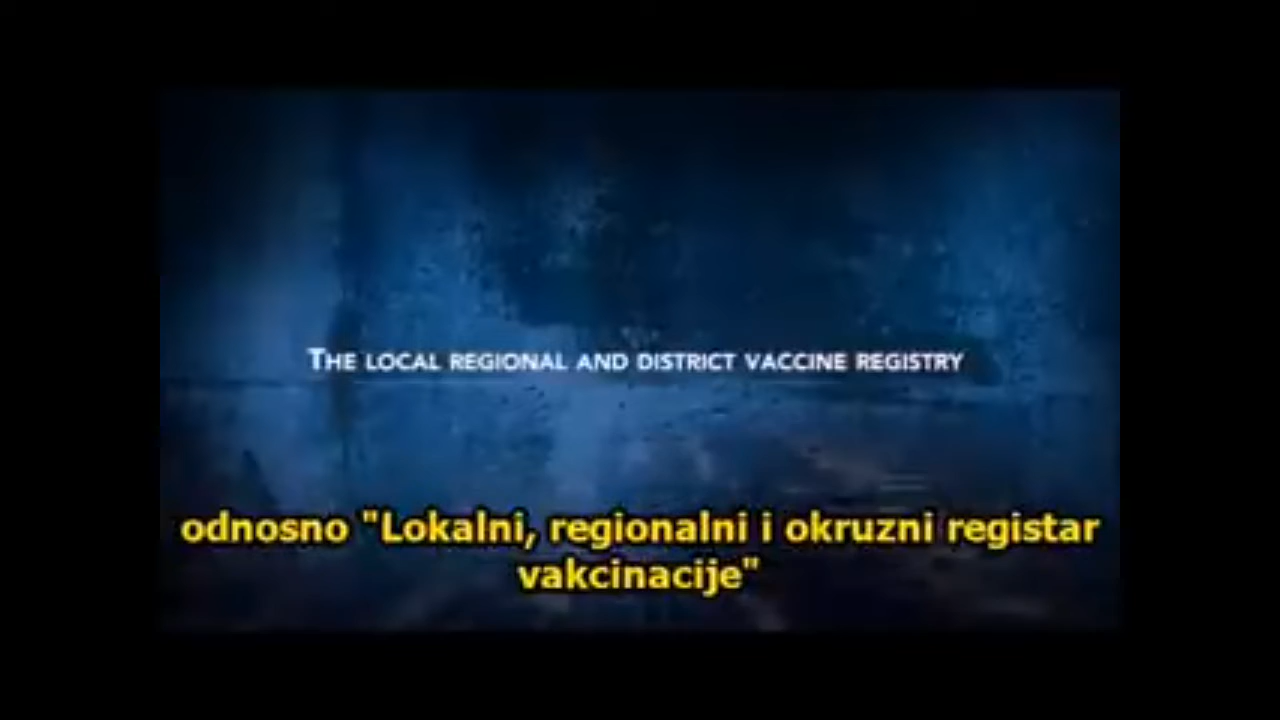 THE LOCAL REGIONAL AND DISTRICT VACCINE REGISTRY
odnosno "Lokalni, regionalni i okruzni registar
vakcinacije"